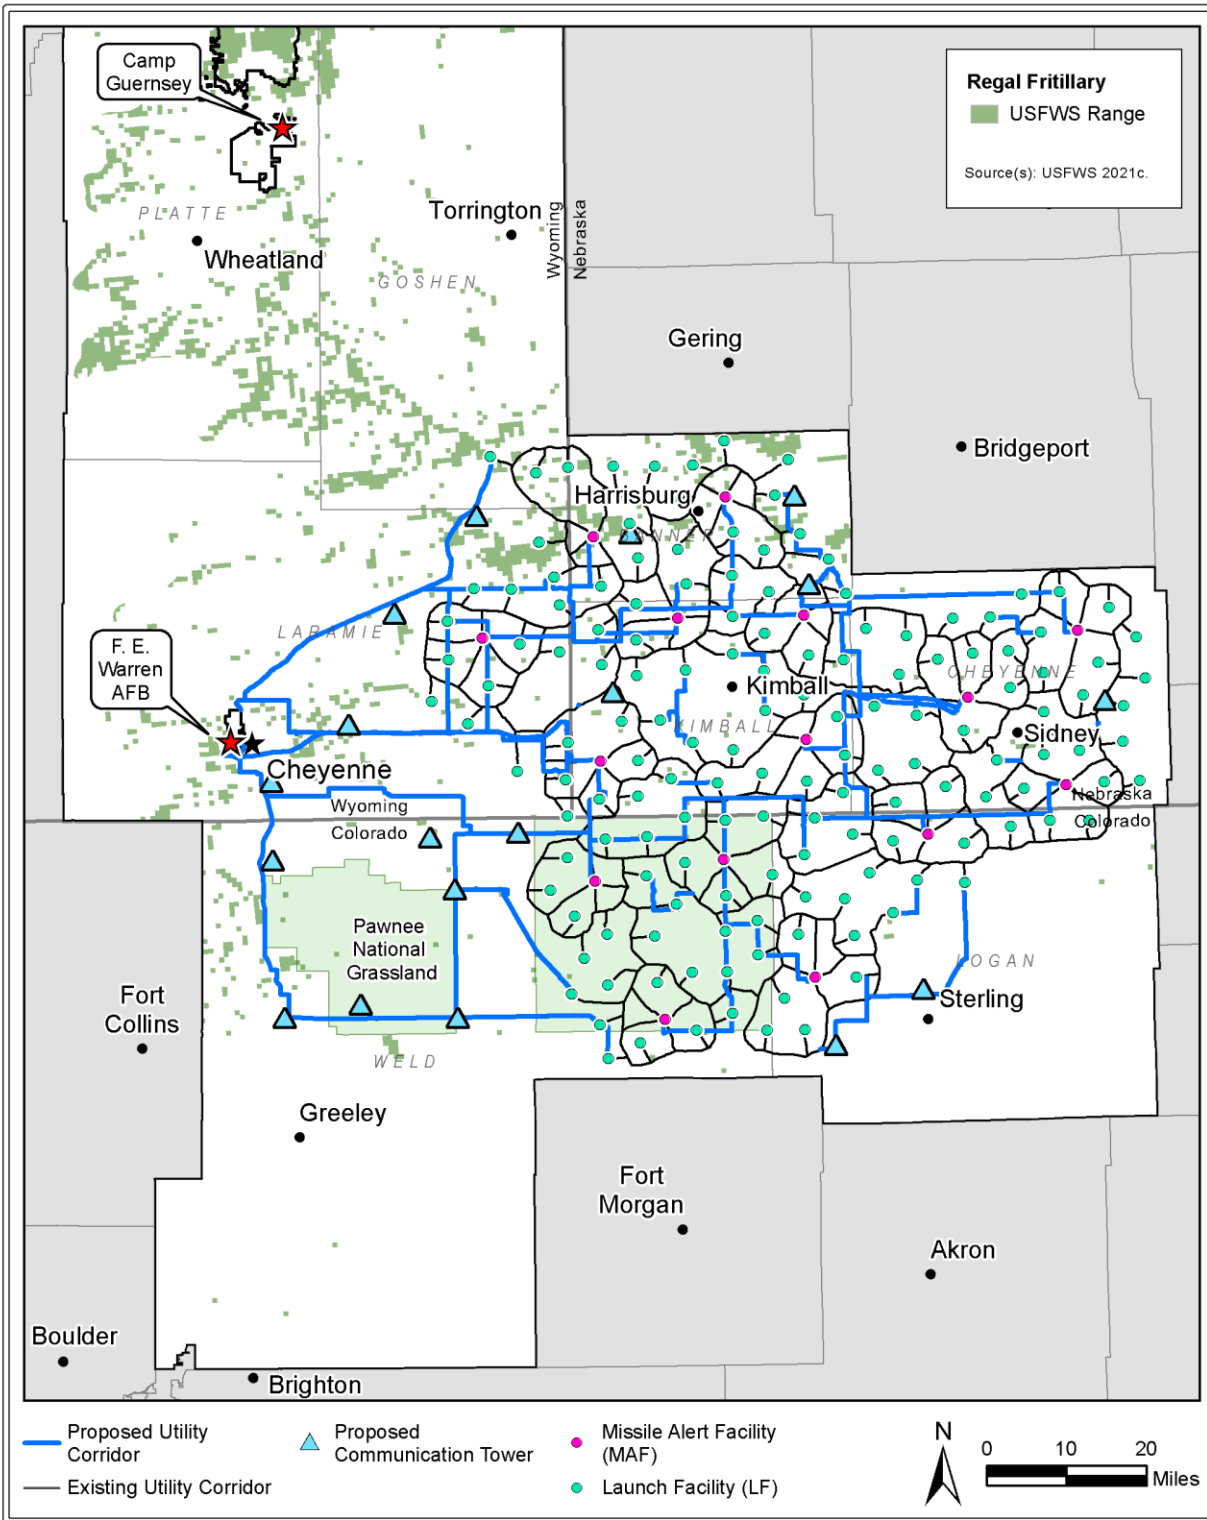 Camp
Guernsey
Regal Fritillary
USFWS Range
Source(s): USFWS 2021c.
PLATTE
Torrington
Wyoming
Nebraska
Wheatland
GOSHEN
Gering
Bridgeport
Harrisburg
BANNER
LARAMIE
F. E.
Warren
AFB
CHEYENNE
Kimball
KIMBALL
Sidney
Cheyenne
Wyoming
Colorado
Nebraska
Colorado
Pawnee
National
Grassland
LOGAN
Fort
Collins
Sterling
WELD
Greeley
Fort
Morgan
Akron
Boulder
Brighton
Proposed Utility
Corridor
Existing Utility Corridor
Proposed
Communication Tower
Missile Alert Facility
(MAF)
Launch Facility (LF)
N
0 10 20
Miles